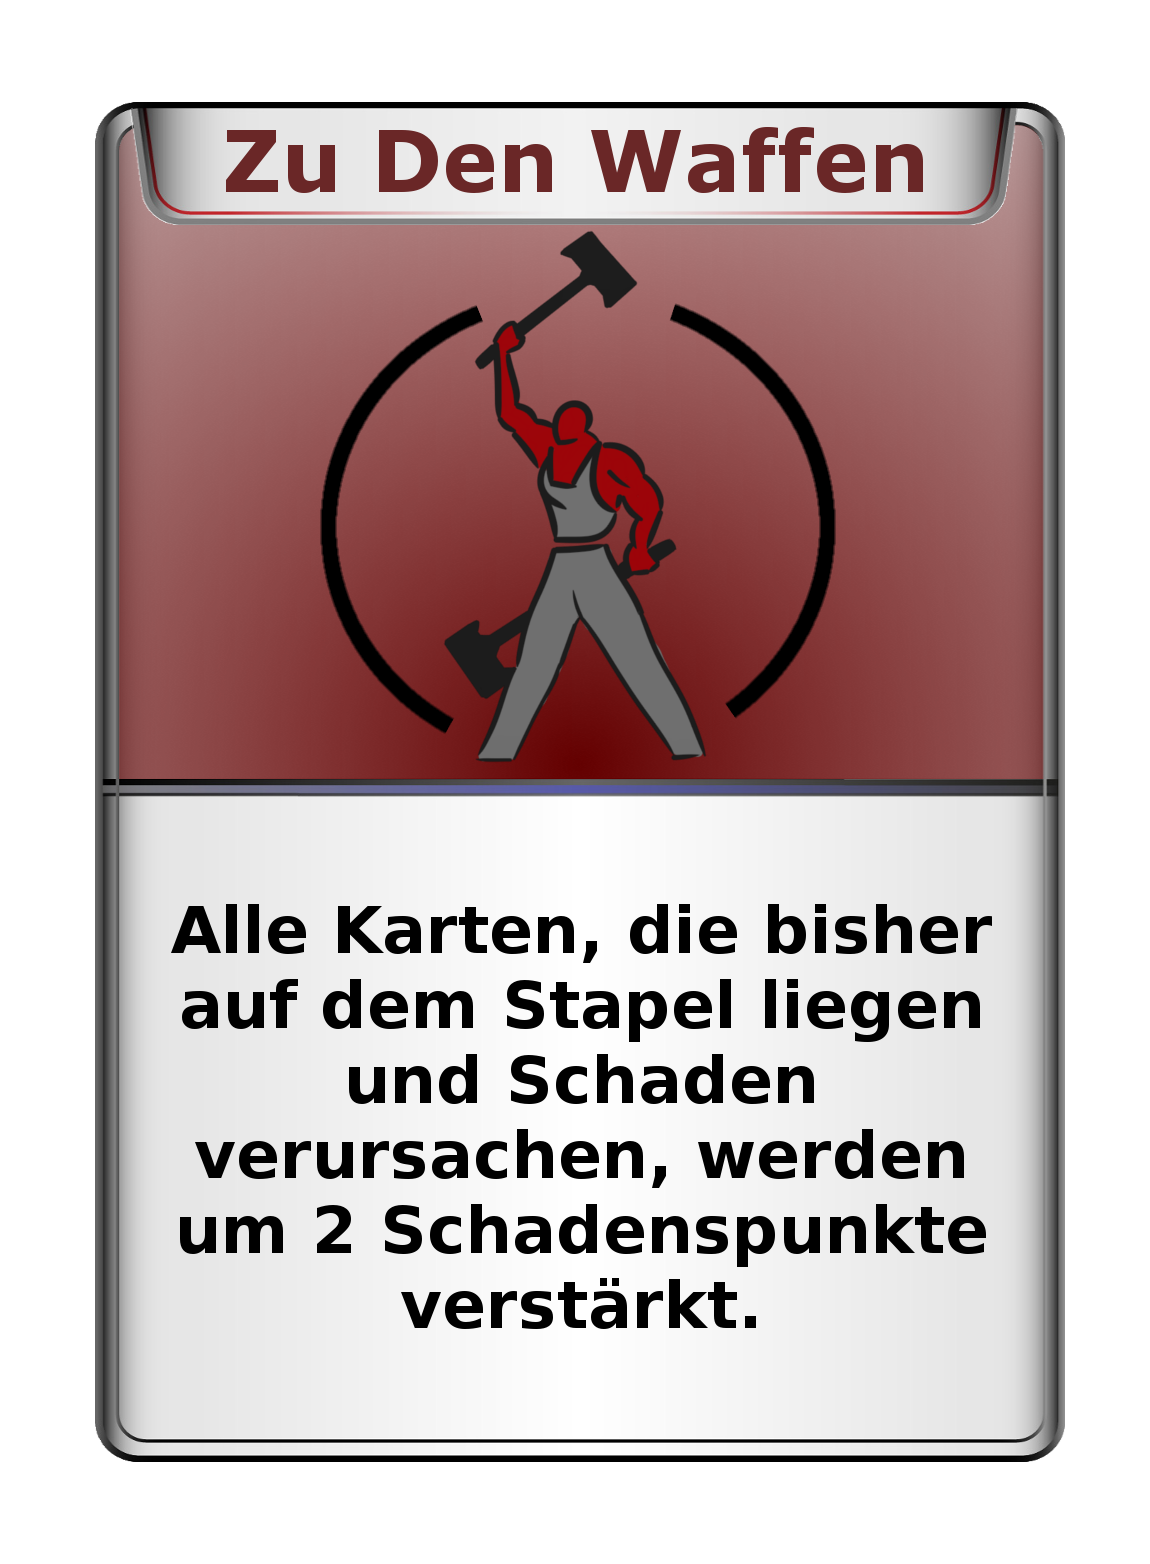 Zu Den Waffen
Alle Karten, die bisher
auf dem Stapel liegen
und Schaden
verursachen, werden
um 2 Schadenspunkte
verstärkt.